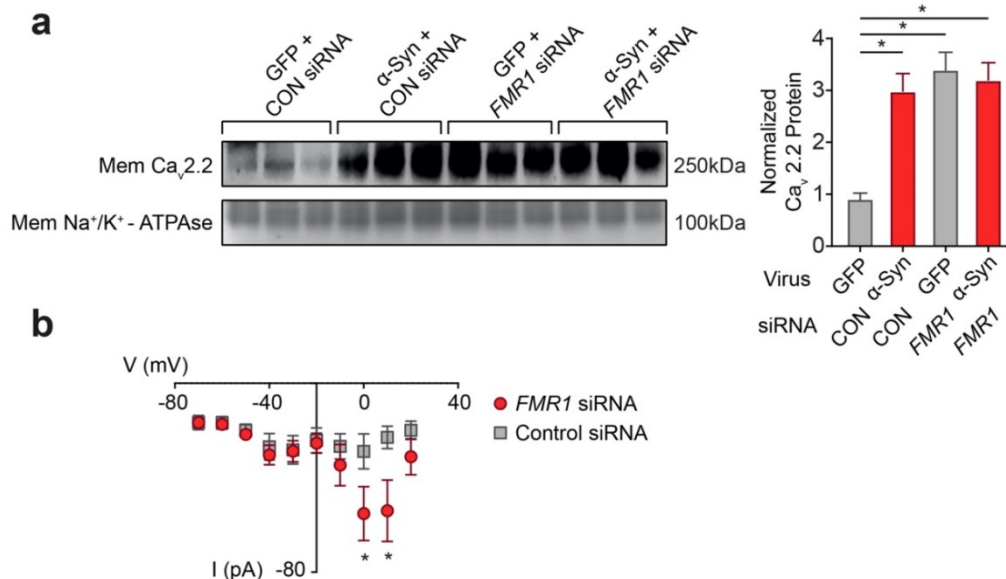 a
GFP +
CON siRNA
α-Syn +
CON siRNA
GFP +
FMR1 siRNA
α-Syn +
FMR1 siRNA
Mem Cav2.2
250kDa
Mem Na+/K+ - ATPAse
100kDa
*
*
*
Normalized
Cav 2.2 Protein
4
3
2
1
0
Virus
GFP
α-Syn
GFP
α-Syn
siRNA
CON
CON
FMR1
FMR1
b
V (mV)
-80
-40
0
40
FMR1 siRNA
Control siRNA
* *
I (pA)
-80